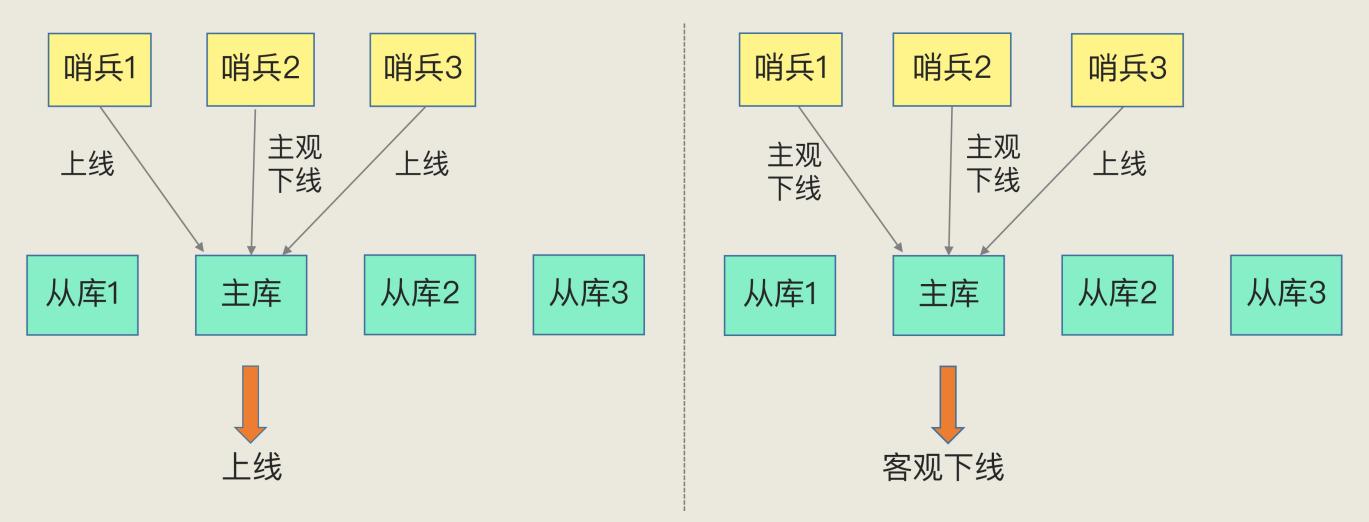 哨兵1
哨兵2
哨兵3
上线
主观
下线
上线
从库1
主库
从库2
从库3
上线
哨兵1
哨兵2
哨兵3
主观
下线
主观
下线
上线
从库1
主库
从库2
从库3
客观下线